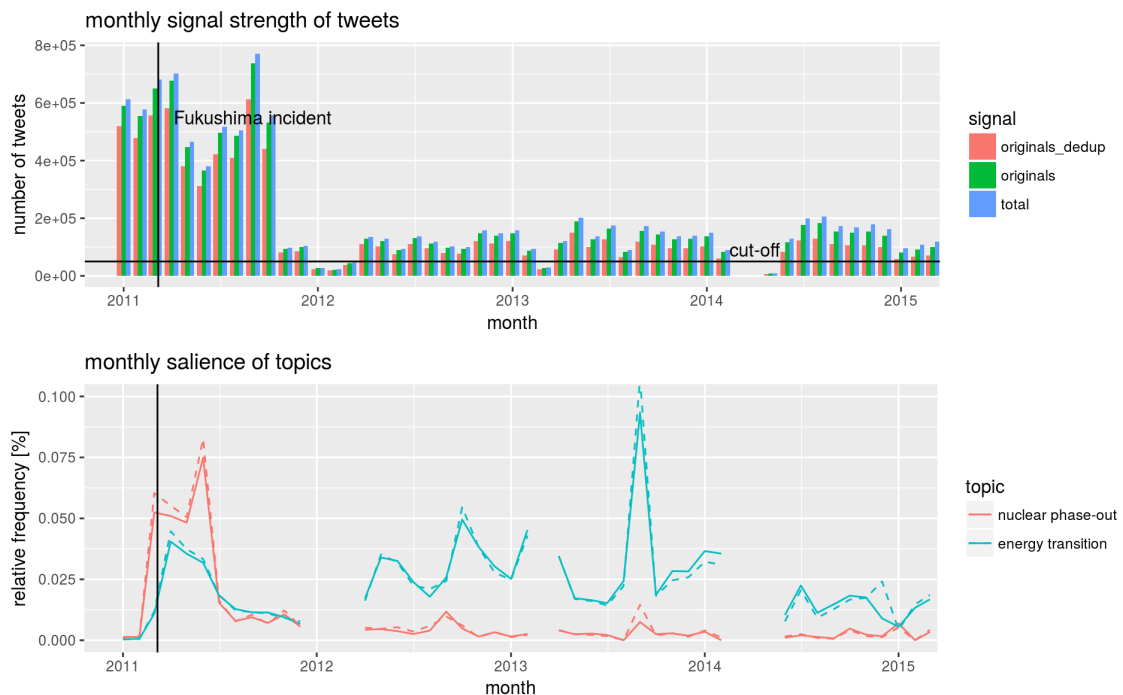 monthly signal strength of tweets
8e+05
6e+05
4e+05
2e+05
0e+00
number of tweets
Fukushima incident
cut-off
2011
2012
2013
2014
2015
month
signal
originals_dedup
originals
total
monthly salience of topics
0.100
0.075
0.050
0.025
0.000
relative frequency [%]
2011
2012
2013
2014
2015
month
topic
nuclear phase-out
energy transition